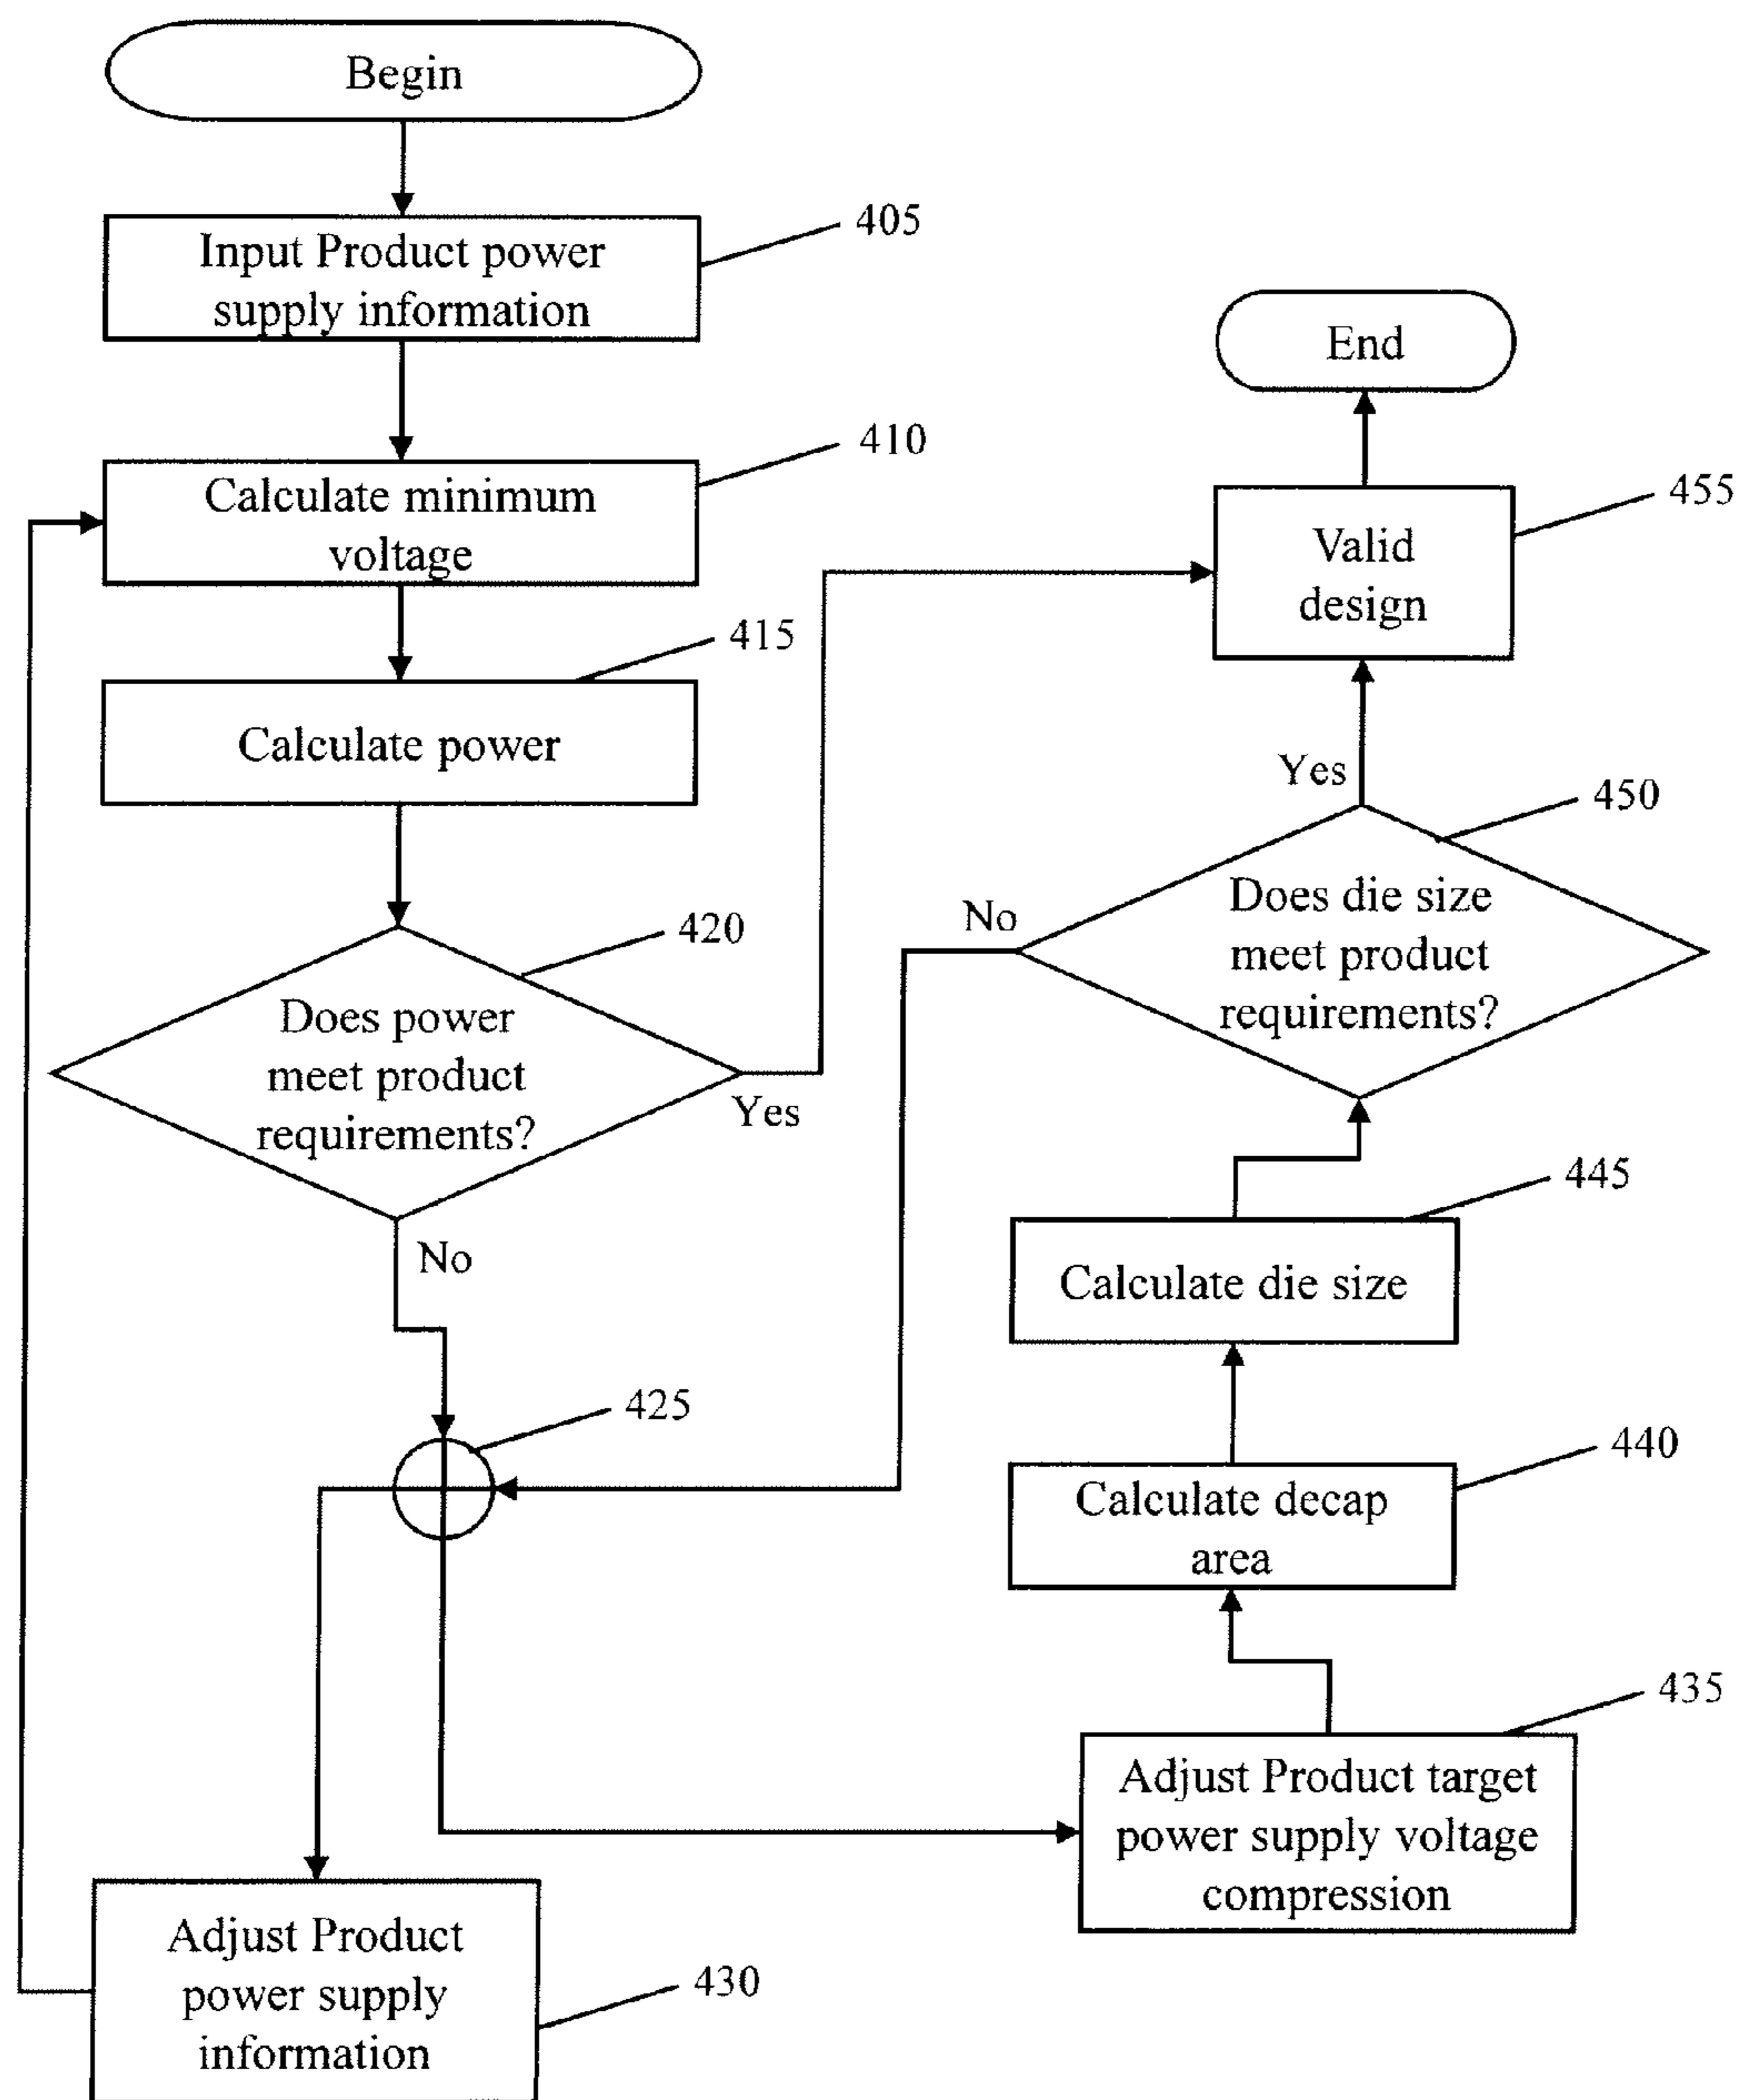 Begin
405
Input Product power
supply information
410
Calculate minimum
voltage
415
Calculate power
420
Does power
meet product
requirements?
Yes
No
425
Adjust Product
power supply
information
430
End
455
Valid
design
Yes
450
Does die size
meet product
requirements?
No
445
Calculate die size
440
Calculate decap
area
435
Adjust Product target
power supply voltage
compression